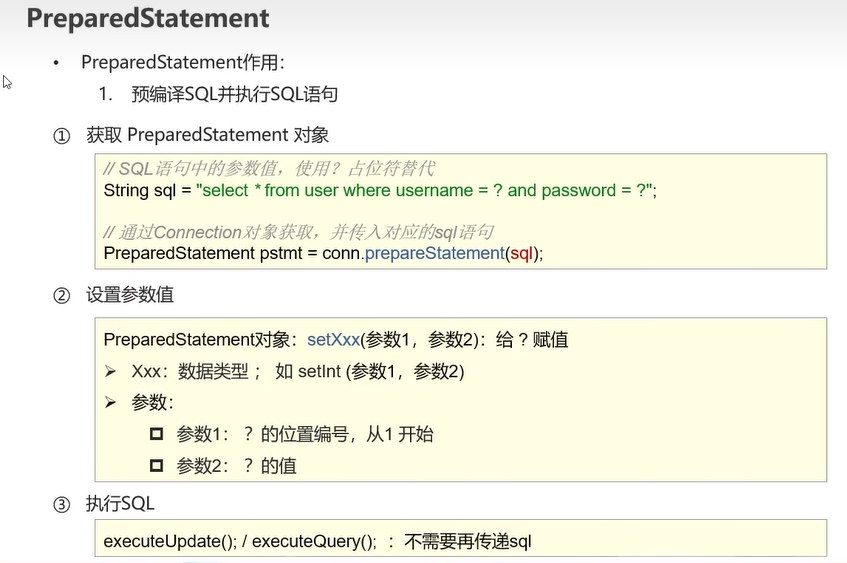 PreparedStatement
• PreparedStatement作用：
1. 预编译SQL并执行SQL语句
① 获取 PreparedStatement 对象
// SQL语句中的参数值，使用？占位符替代
String sql = "select * from user where username = ? and password = ?";
// 通过Connection对象获取，并传入对应的sql语句
PreparedStatement pstmt = conn.prepareStatement(sql);
② 设置参数值
PreparedStatement对象：setXxx(参数1，参数2)：给 ? 赋值
➢ Xxx：数据类型 ； 如 setInt (参数1，参数2)
➢ 参数：
参数1： ？的位置编号，从1 开始
参数2： ？的值
③ 执行SQL
executeUpdate(); / executeQuery(); ：不需要再传递sql